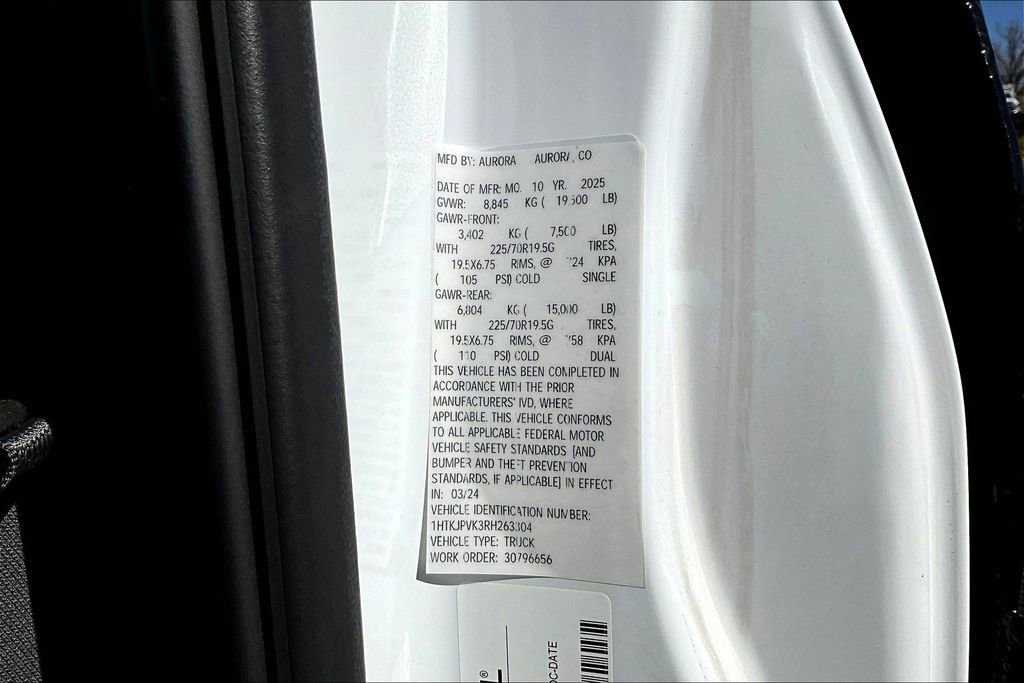 MFD BY: AURORA AURORA, CO
DATE OF MFR: MO. 10 YR. 2025
GVWR: 8,845 KG ( 19,500 LB)
GAWR-FRONT:
3,402 KG ( 7,500 LB)
WITH 225/70R19.5G TIRES,
19.5X6.75 RIMS, @ 724 KPA
( 105 PSI) COLD SINGLE
GAWR-REAR:
6,804 KG ( 15,000 LB)
WITH 225/70R19.5G TIRES,
19.5X6.75 RIMS, @ 758 KPA
( 110 PSI) COLD DUAL
THIS VEHICLE HAS BEEN COMPLETED IN
ACCORDANCE WITH THE PRIOR
MANUFACTURERS' IVD, WHERE
APPLICABLE. THIS VEHICLE CONFORMS
TO ALL APPLICABLE FEDERAL MOTOR
VEHICLE SAFETY STANDARDS [AND
BUMPER AND THEFT PREVENTION
STANDARDS, IF APPLICABLE] IN EFFECT
IN: 03/24
VEHICLE IDENTIFICATION NUMBER:
VEHICLE TYPE: TRUCK
WORK ORDER: 30796656